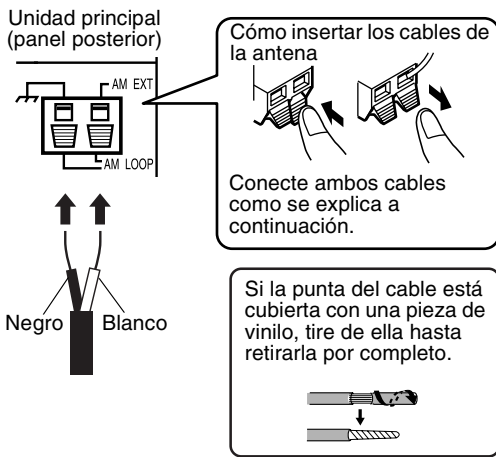 Unidad principal
(panel posterior)
AM EXT
AM LOOP
Negro
Blanco
Cómo insertar los cables de
la antena
Conecte ambos cables
como se explica a
continuación.
Si la punta del cable está
cubierta con una pieza de
vinilo, tire de ella hasta
retirarla por completo.